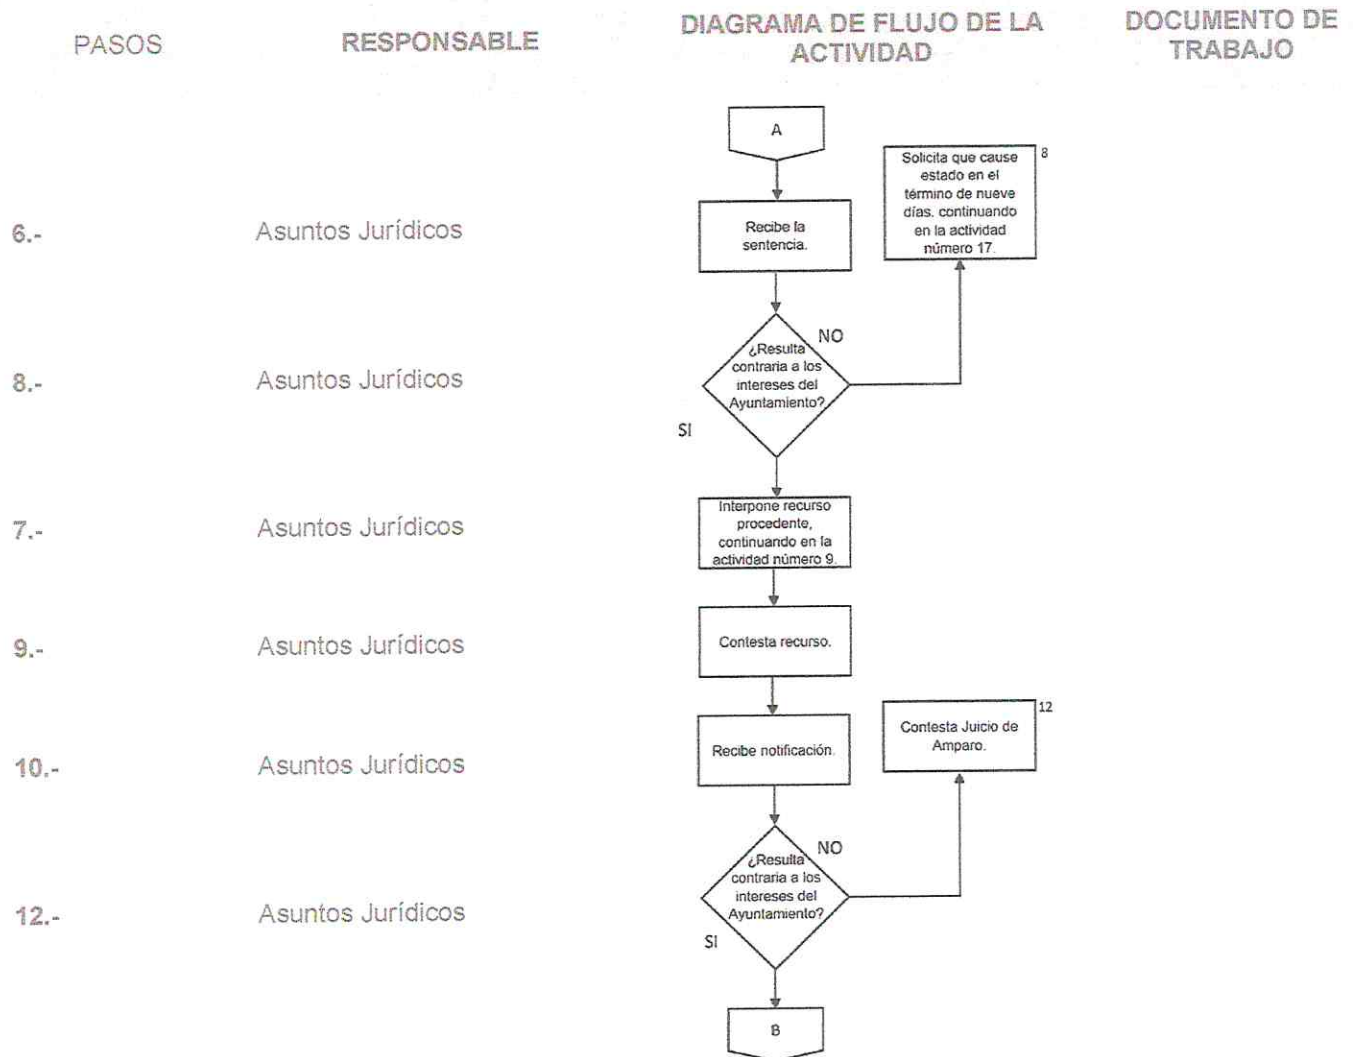 PASOS
RESPONSABLE
DIAGRAMA DE FLUJO DE LA
ACTIVIDAD
DOCUMENTO DE
TRABAJO
A
Solicita que cause
estado en el
término de nueve
días. continuando
en la actividad
número 17.
8
6.-
Asuntos Jurídicos
Recibe la
sentencia.
NO
8.-
Asuntos Jurídicos
¿Resulta
contraria a los
intereses del
Ayuntamiento?
SI
7.-
Asuntos Jurídicos
Interpone recurso
procedente,
continuando en la
actividad número 9.
9.-
Asuntos Jurídicos
Contesta recurso.
10.-
Asuntos Jurídicos
Recibe notificación.
Contesta Juicio de
Amparo.
12
NO
12.-
Asuntos Jurídicos
¿Resulta
contraria a los
intereses del
Ayuntamiento?
SI
B